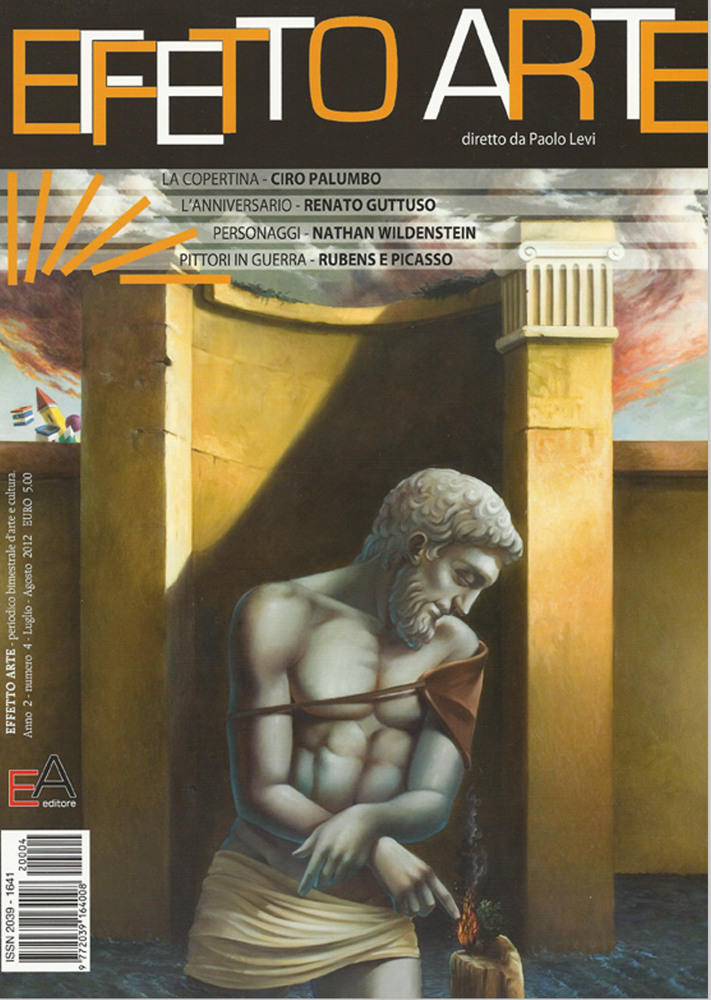 EFFETTO ARTE
diretto da Paolo Levi
LA COPERTINA - CIRO PALUMBO
L'ANNIVERSARIO - RENATO GUTTUSO
PERSONAGGI - NATHAN WILDENSTEIN
PITTORI IN GUERRA - RUBENS E PICASSO
EFFETTO ARTE - periodico bimestrale d'arte e cultura.
Anno 2 - numero 4 - Luglio - Agosto 2012 EURO 5,00
EA
editore
ISSN 2039 - 1641
20004
9 772039 164008